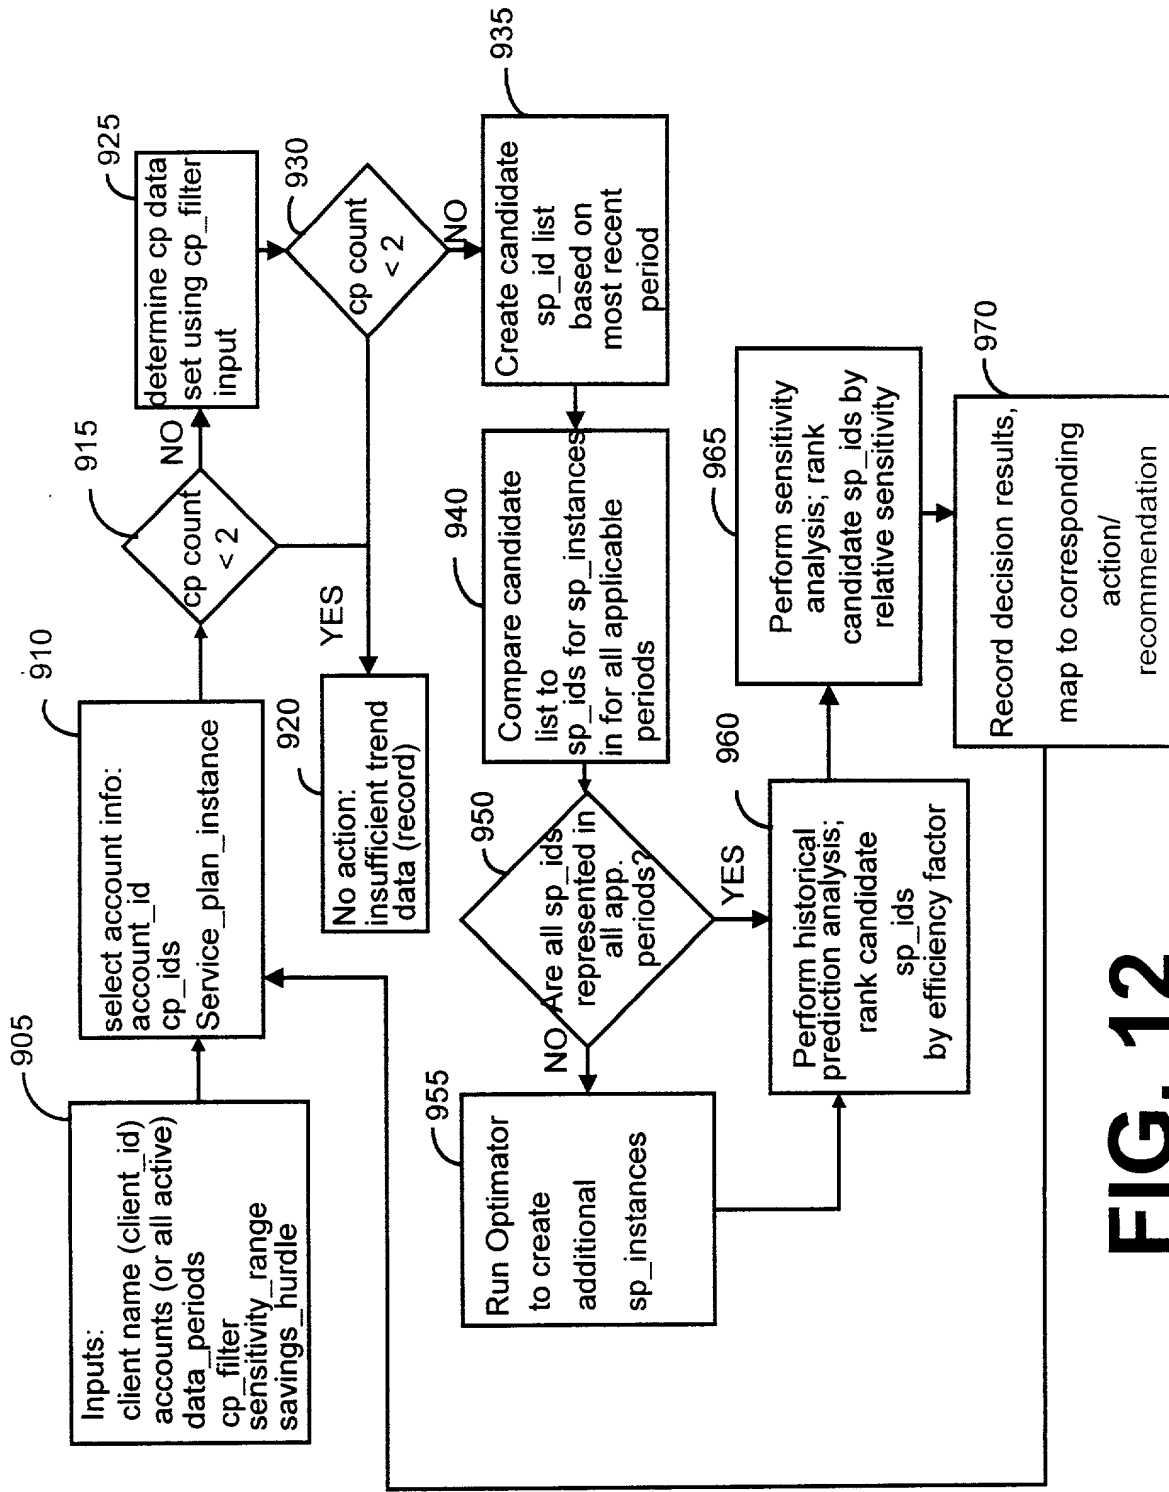 905
Inputs:
client name (client_id)
accounts (or all active)
data_periods
cp_filter
sensitivity_range
savings_hurdle
910
select account info:
account_id
cp_ids
Service_plan_instance
915
cp count
< 2
NO
YES
920
No action:
insufficient trend
data (record)
925
determine cp data
set using cp_filter
input
930
cp count
< 2
NO
935
Create candidate
sp_id list
based on
most recent
period
940
Compare candidate
list to
sp_ids for sp_instances
in for all applicable
periods
950
Are all sp_ids
represented in
all app.
periods?
NO
YES
955
Run Optimator
to create
additional
sp_instances
960
Perform historical
prediction analysis;
rank candidate
sp_ids
by efficiency factor
965
Perform sensitivity
analysis; rank
candidate sp_ids by
relative sensitivity
970
Record decision results,
map to corresponding
action/
recommendation
FIG. 12